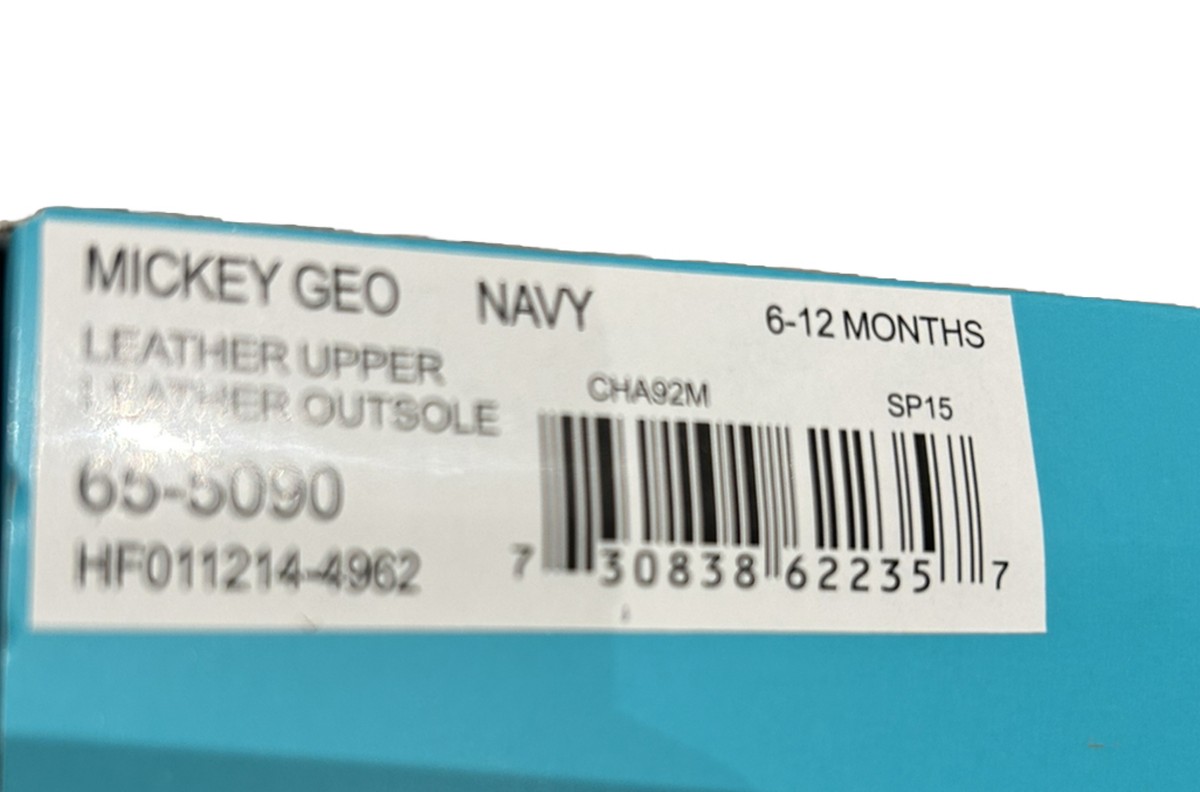 MICKEY GEO NAVY 6-12 MONTHS
LEATHER UPPER
LEATHER OUTSOLE
CHA92M SP15
65-5090
HF011214-4962
7 30838 62235 7